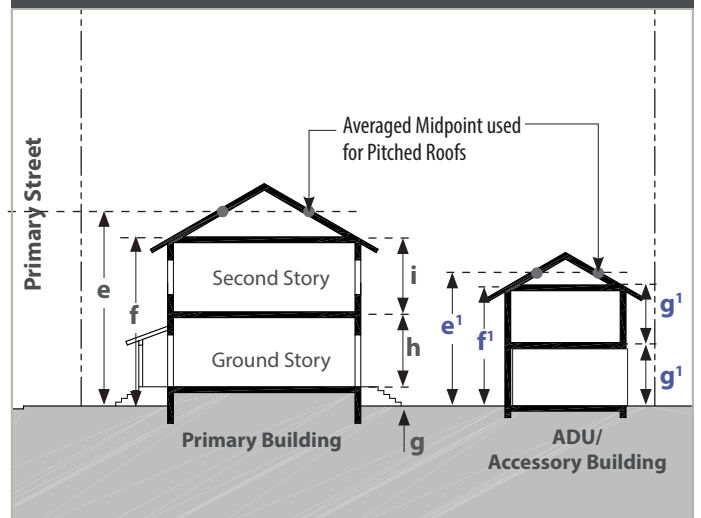 Primary Street
Averaged Midpoint used
for Pitched Roofs
e
f
Second Story
i
Ground Story
h
g
Primary Building
e¹
f¹
g¹
g¹
ADU/
Accessory Building